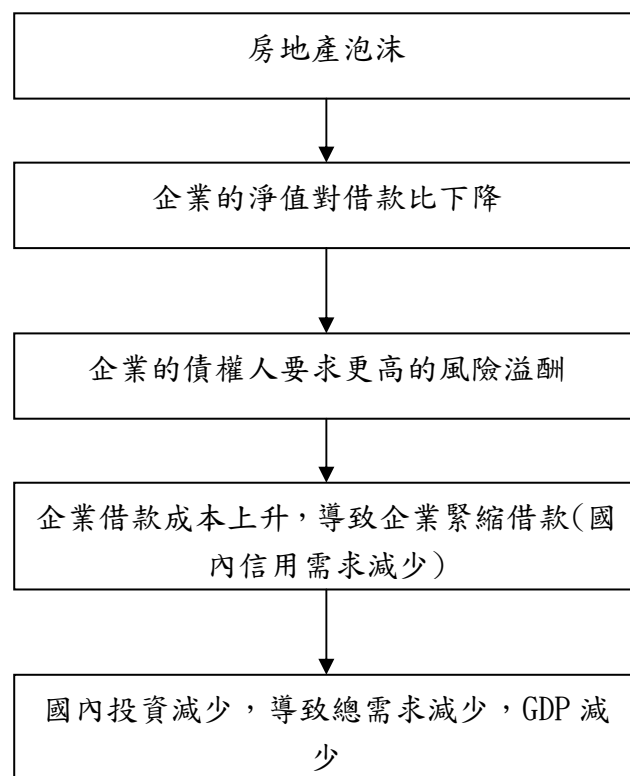 房地產泡沫
企業的淨值對借款比下降
企業的債權人要求更高的風險溢酬
企業借款成本上升，導致企業緊縮借款(國
內信用需求減少)
國內投資減少，導致總需求減少，GDP 減
少